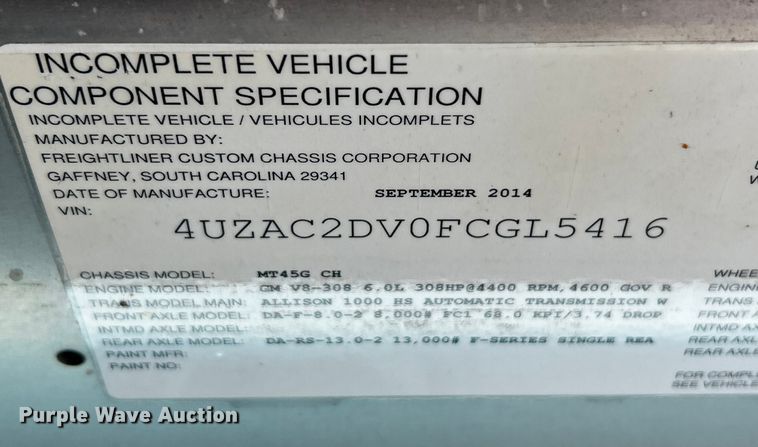 INCOMPLETE VEHICLE
COMPONENT SPECIFICATION
INCOMPLETE VEHICLE / VEHICULES INCOMPLETS
MANUFACTURED BY:
FREIGHTLINER CUSTOM CHASSIS CORPORATION
GAFFNEY, SOUTH CAROLINA 29341
DATE OF MANUFACTURE: SEPTEMBER 2014
VIN: 4UZAC2DV0FCGL5416
CHASSIS MODEL: MT45G CH WHEE
ENGINE MODEL: GM V8-308 6.0L 308HP@4400 RPM,4600 GOV R ENGINE
TRANS MODEL MAIN: ALLISON 1000 HS AUTOMATIC TRANSMISSION W TRANS
FRONT AXLE MODEL: DA-F-8.0-2 8,000# FC1 68.0 KPI/3.74 DROP FRONT
INTMD AXLE MODEL: INTMD
REAR AXLE MODEL: DA-RS-13.0-2 13,000# F-SERIES SINGLE REA REAR AXL
PAINT MFR: REAR AXLE
PAINT NO:
FOR COMPL
SEE VEHICLE
Purple Wave Auction